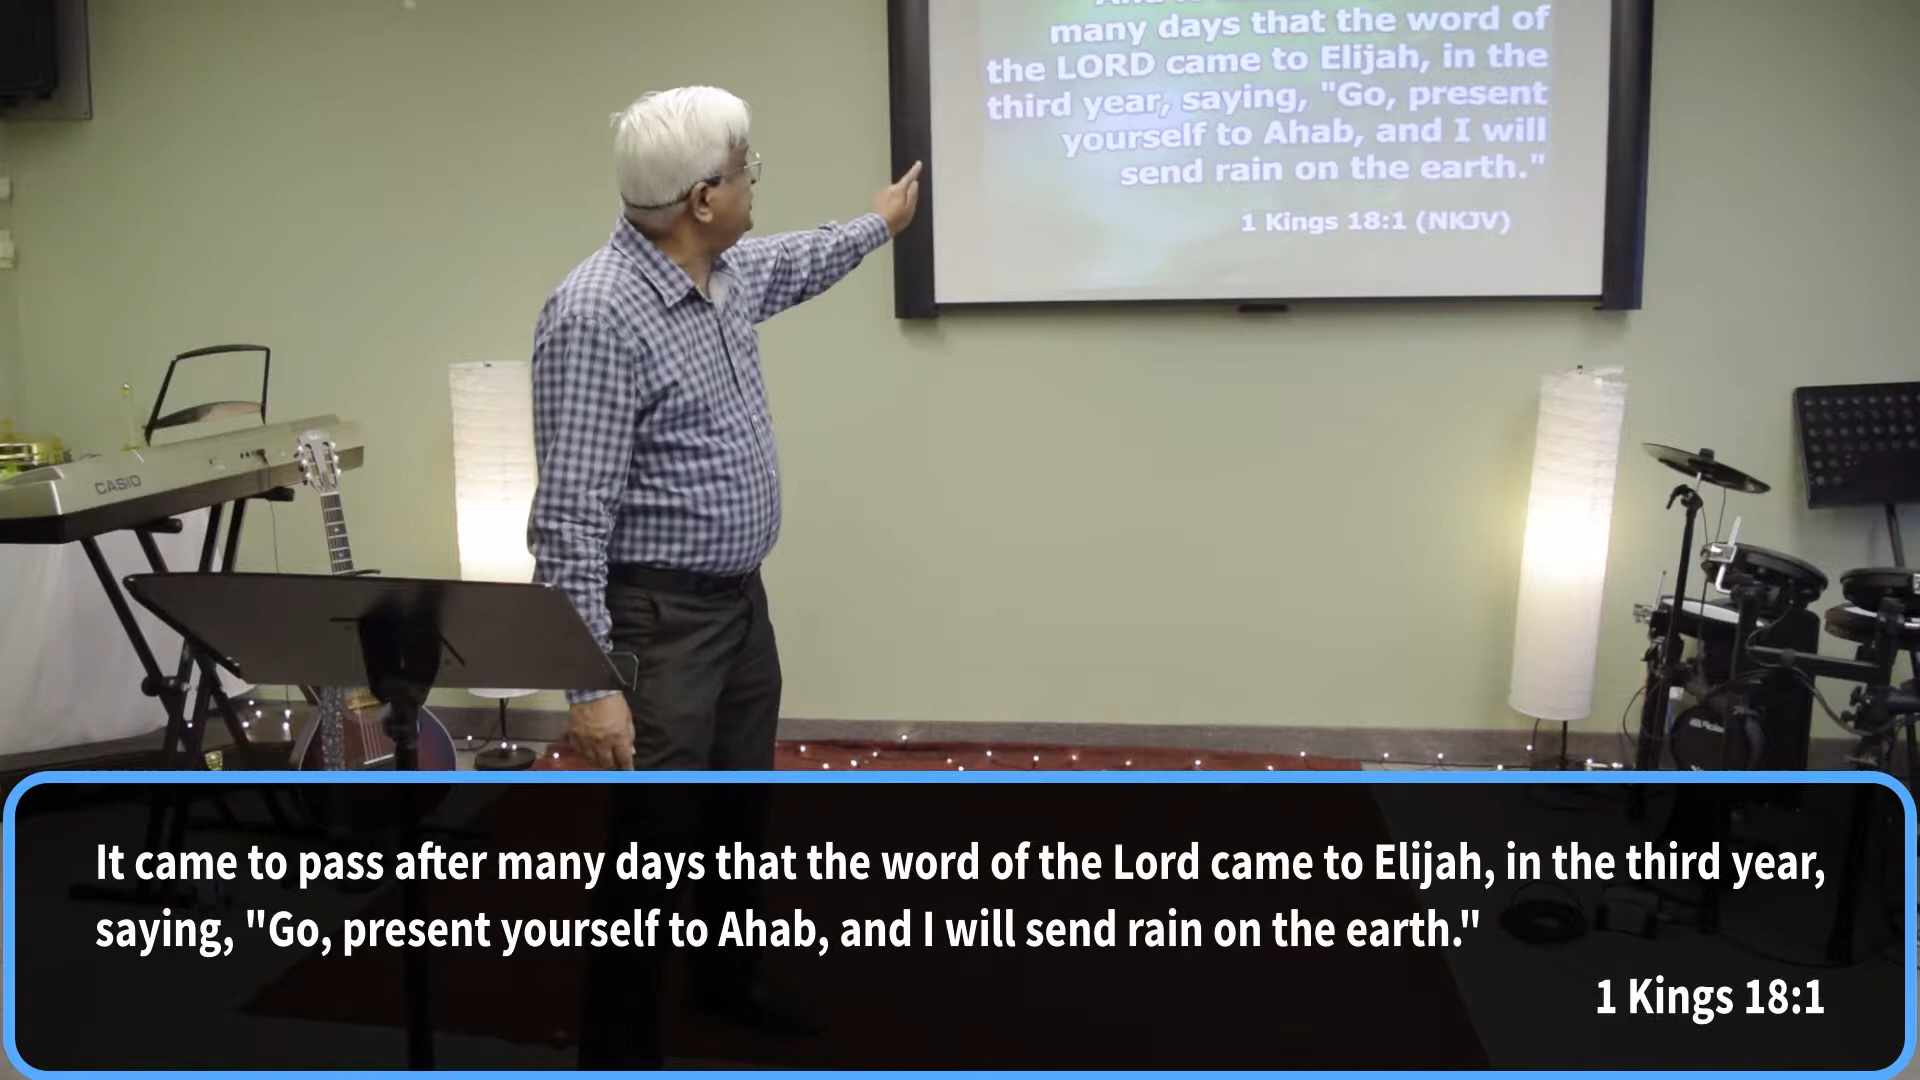 many days that the word of
the LORD came to Elijah, in the
third year, saying, "Go, present
yourself to Ahab, and I will
send rain on the earth."
1 Kings 18:1 (NKJV)
CASIO
It came to pass after many days that the word of the Lord came to Elijah, in the third year,
saying, "Go, present yourself to Ahab, and I will send rain on the earth."
1 Kings 18:1